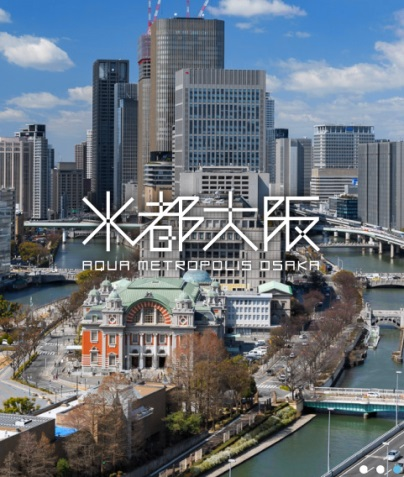 水都大阪
AQUA METROPOLIS OSAKA